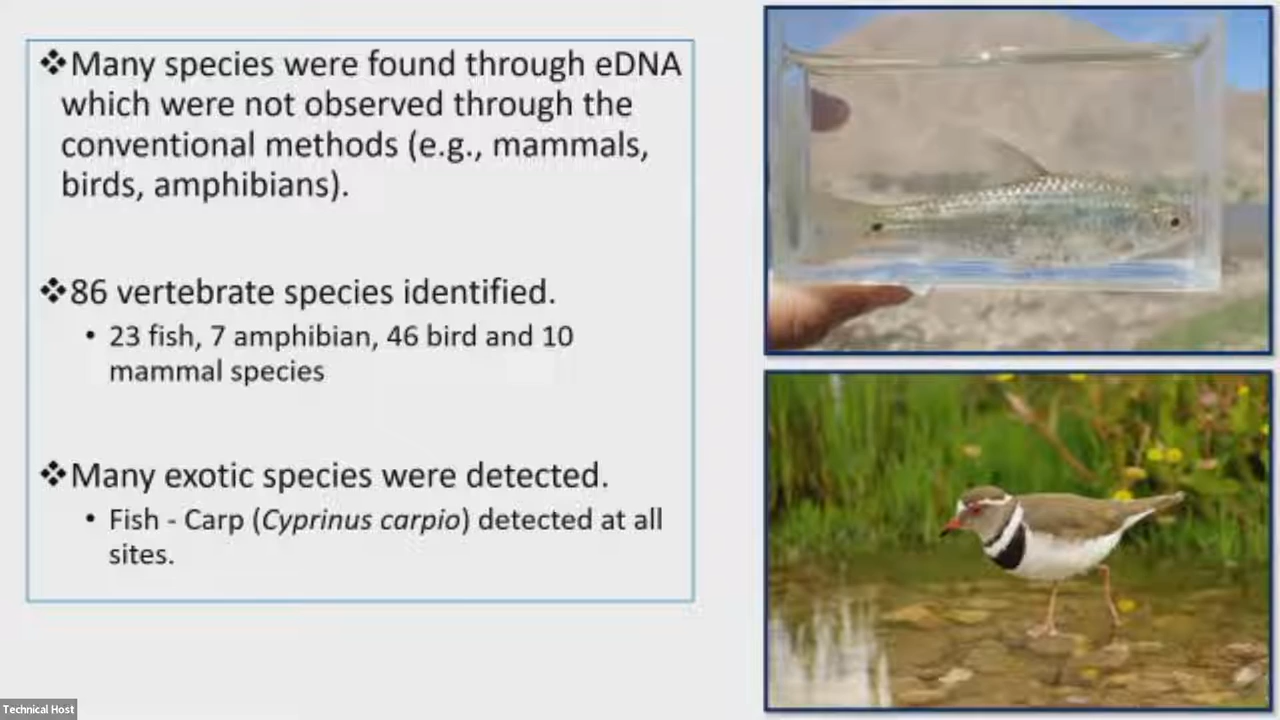 ❖Many species were found through eDNA
which were not observed through the
conventional methods (e.g., mammals,
birds, amphibians).
❖86 vertebrate species identified.
• 23 fish, 7 amphibian, 46 bird and 10
mammal species
❖Many exotic species were detected.
• Fish - Carp (Cyprinus carpio) detected at all
sites.
Technical Host